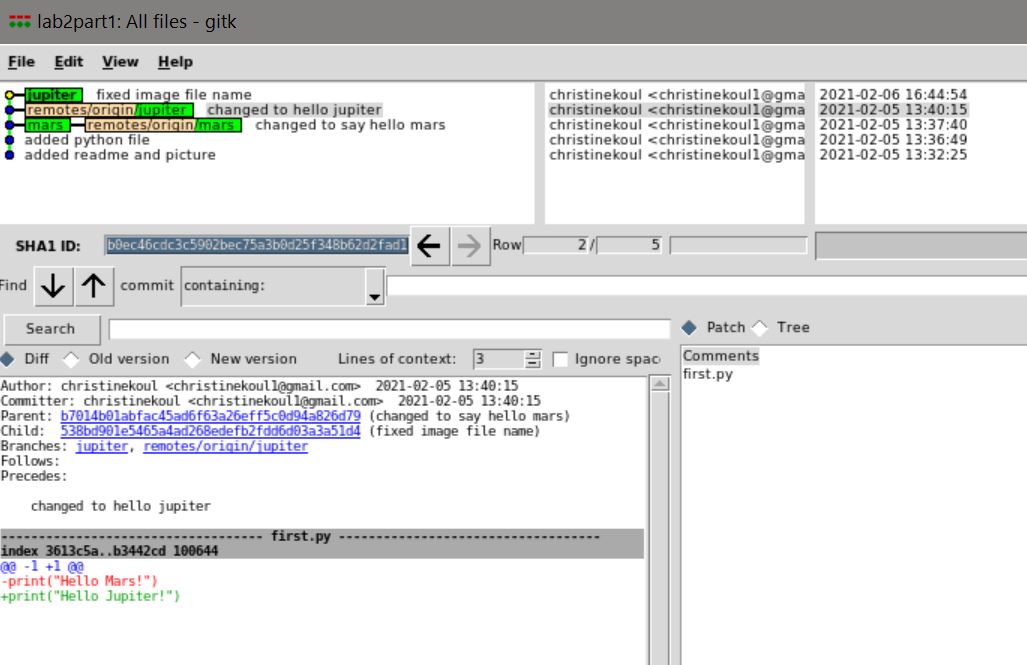 lab2part1: All files - gitk
File Edit View Help
jupiter fixed image file name christinekoul <christinekoul1@gma 2021-02-06 16:44:54
remotes/origin/jupiter changed to hello jupiter christinekoul <christinekoul1@gma 2021-02-05 13:40:15
mars remotes/origin/mars changed to say hello mars christinekoul <christinekoul1@gma 2021-02-05 13:37:40
added python file christinekoul <christinekoul1@gma 2021-02-05 13:36:49
added readme and picture christinekoul <christinekoul1@gma 2021-02-05 13:32:25
SHA1 ID: b0ec46cdc3c5902bec75a3b0d25f348b62d2fad1 Row 2 / 5
Find commit containing:
Search Patch Tree
Diff Old version New version Lines of context: 3 Ignore spac
Comments
first.py
Author: christinekoul <christinekoul1@gmail.com> 2021-02-05 13:40:15
Committer: christinekoul <christinekoul1@gmail.com> 2021-02-05 13:40:15
Parent: b7014b01abfac45ad6f63a26eff5c0d94a826d79 (changed to say hello mars)
Child: 538bd901e5465a4ad268edefb2fdd6d03a3a51d4 (fixed image file name)
Branches: jupiter, remotes/origin/jupiter
Follows:
Precedes:
changed to hello jupiter
---------------------------------- first.py ----------------------------------
index 3613c5a..b3442cd 100644
@@ -1 +1 @@
-print("Hello Mars!")
+print("Hello Jupiter!")